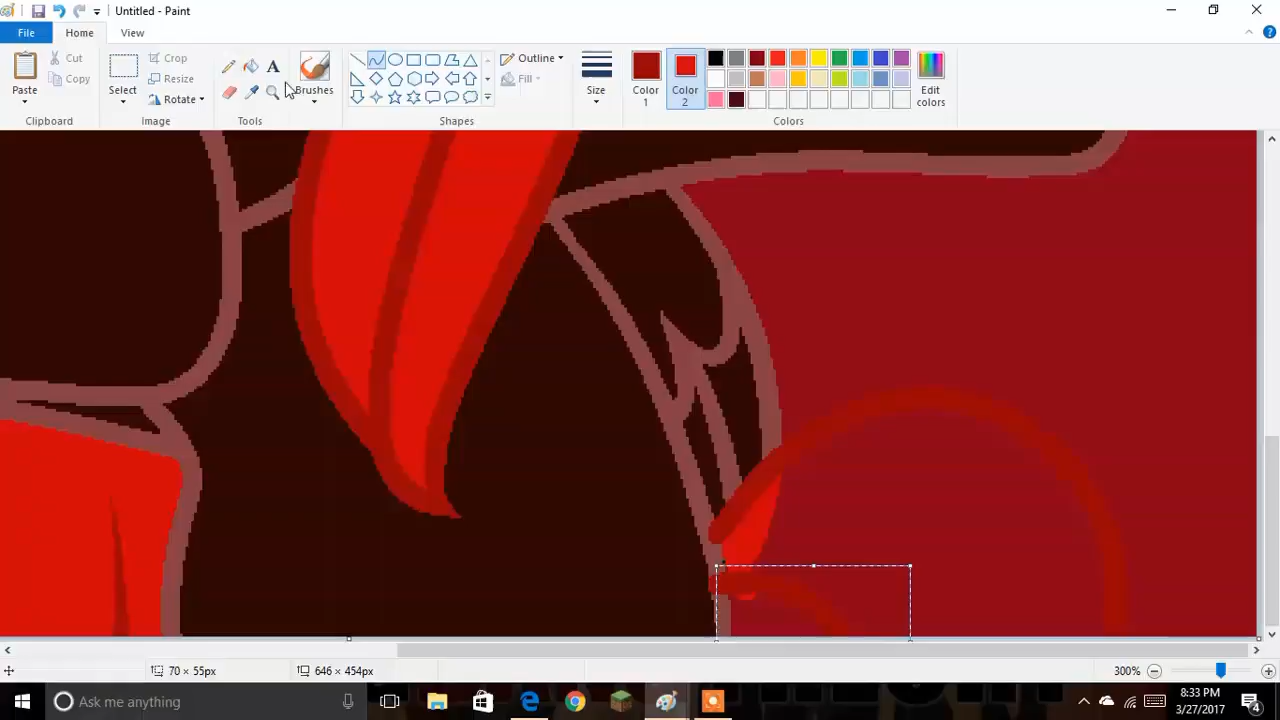 Untitled - Paint
File
Home
View
Paste
Cut
Copy
Clipboard
Select
Crop
Resize
Rotate
Image
A
Tools
Brushes
Shapes
Outline
Fill
Size
Color 1
Color 2
Edit colors
Colors
70 × 55px
646 × 454px
300%
Ask me anything
8:33 PM
3/27/2017
4